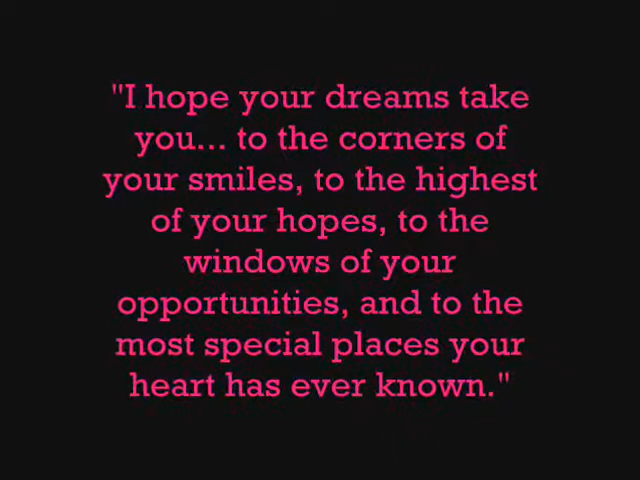 "I hope your dreams take
you... to the corners of
your smiles, to the highest
of your hopes, to the
windows of your
opportunities, and to the
most special places your
heart has ever known."